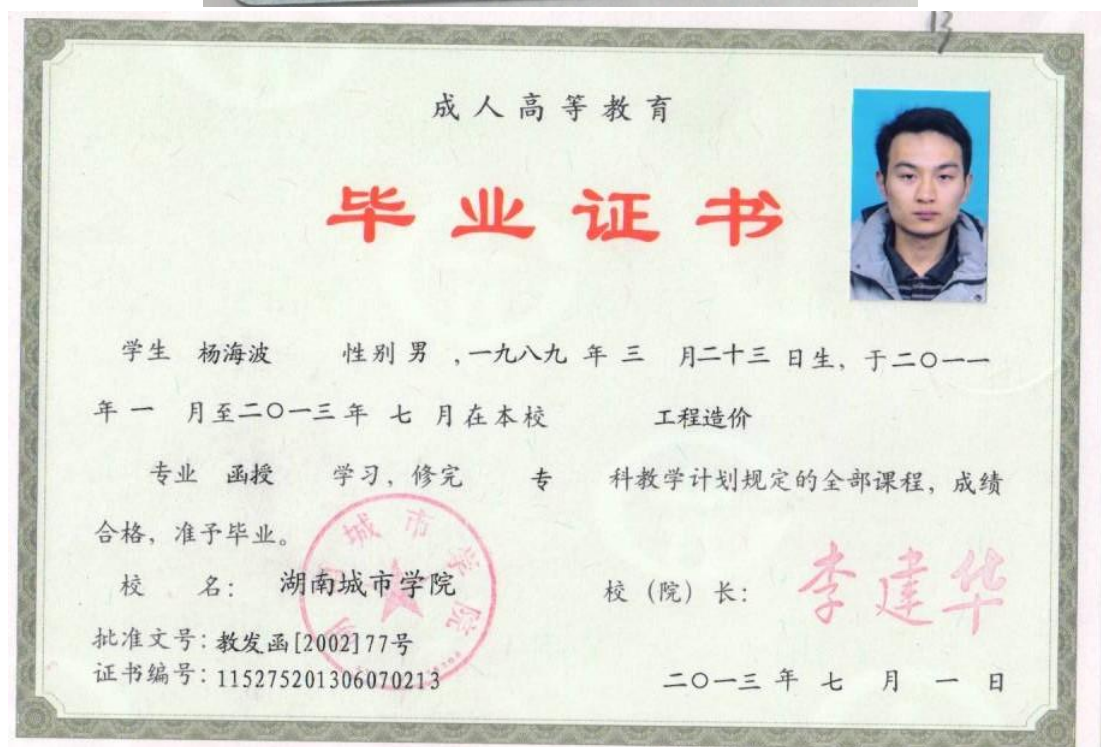 13
成人高等教育
毕业证书
学生 杨海波 性别 男 ,一九八九 年 三 月二十三 日生, 于二〇一一
年 一 月至二〇一三 年 七 月在本校 工程造价
专业 函授 学习, 修完 专 科教学计划规定的全部课程, 成绩
合格, 准予毕业。
校 名: 湖南城市学院 校 (院) 长: 李建华
批准文号: 教发函[2002]77号
证书编号: 115275201306070213
二〇一三 年 七 月 一 日
城市学院